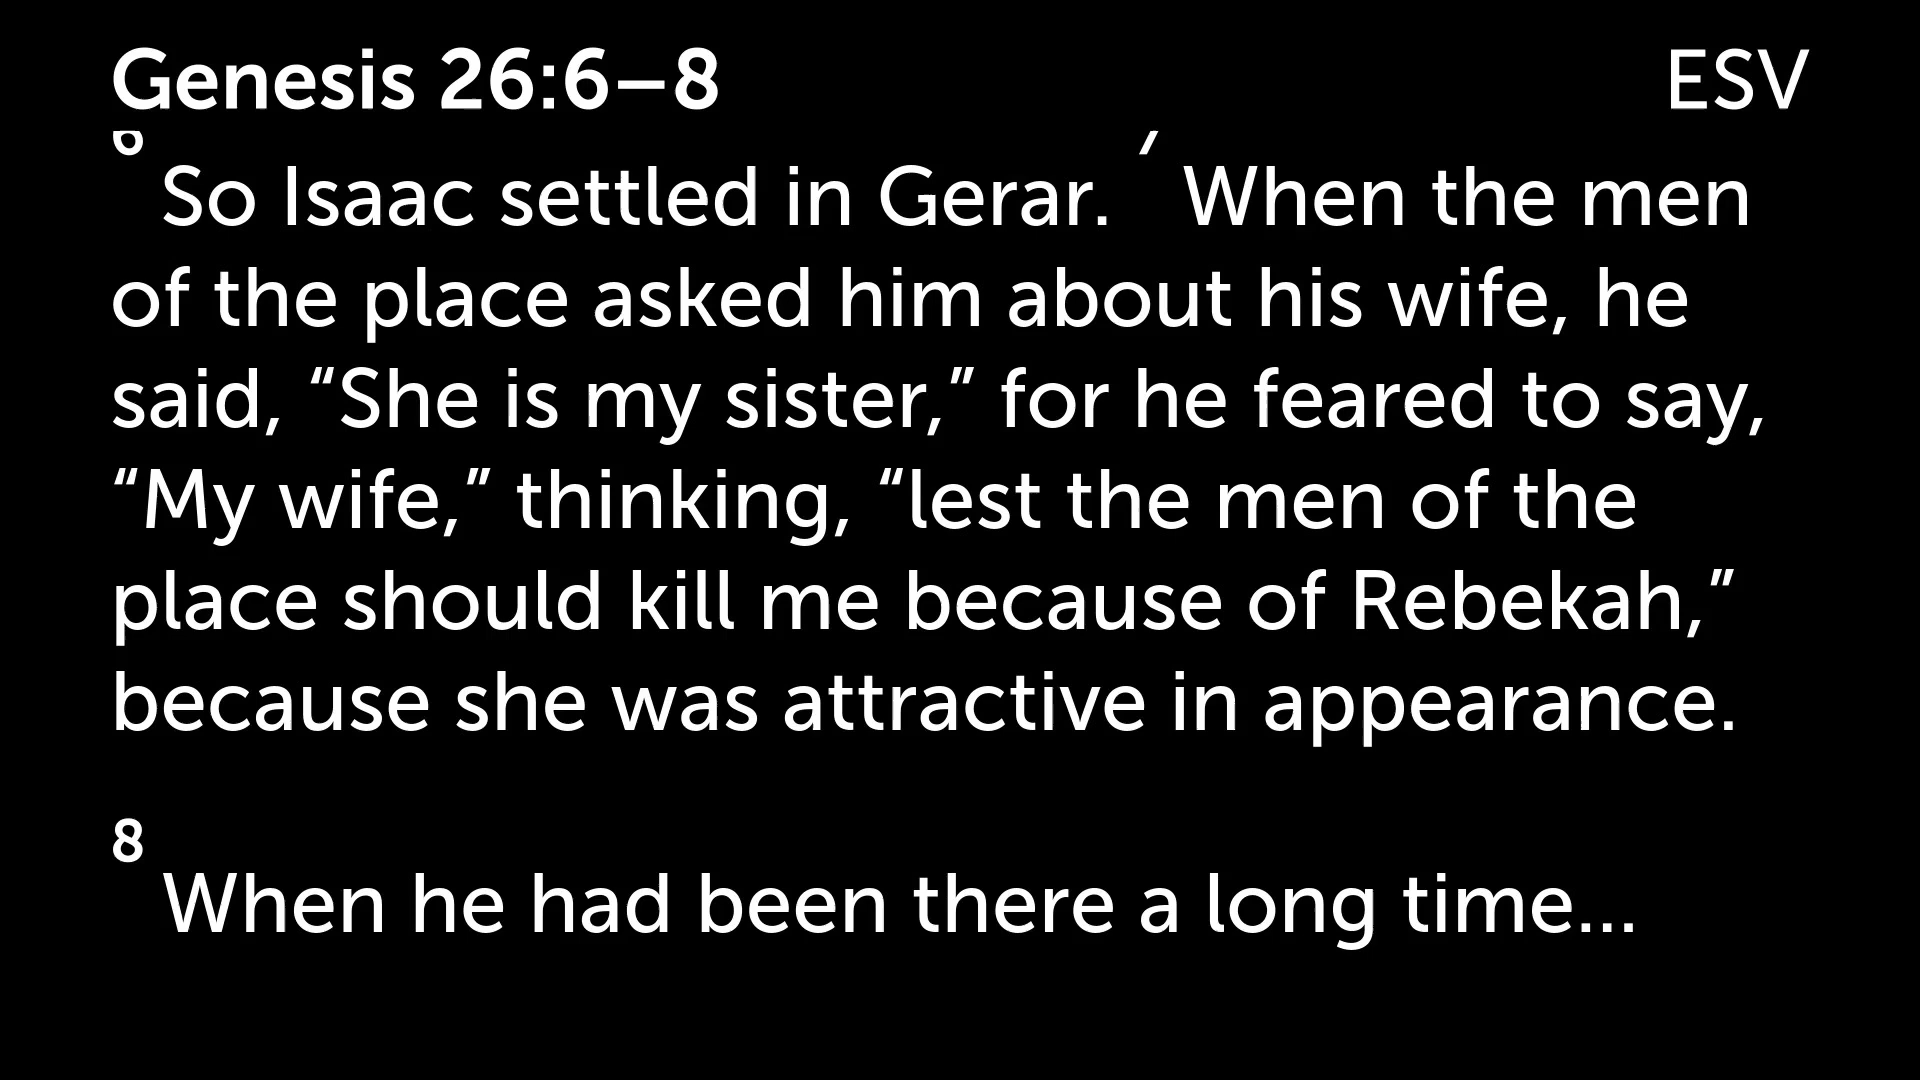 Genesis 26:6–8 ESV
6 So Isaac settled in Gerar. 7 When the men
of the place asked him about his wife, he
said, “She is my sister,” for he feared to say,
“My wife,” thinking, “lest the men of the
place should kill me because of Rebekah,”
because she was attractive in appearance.
8 When he had been there a long time…